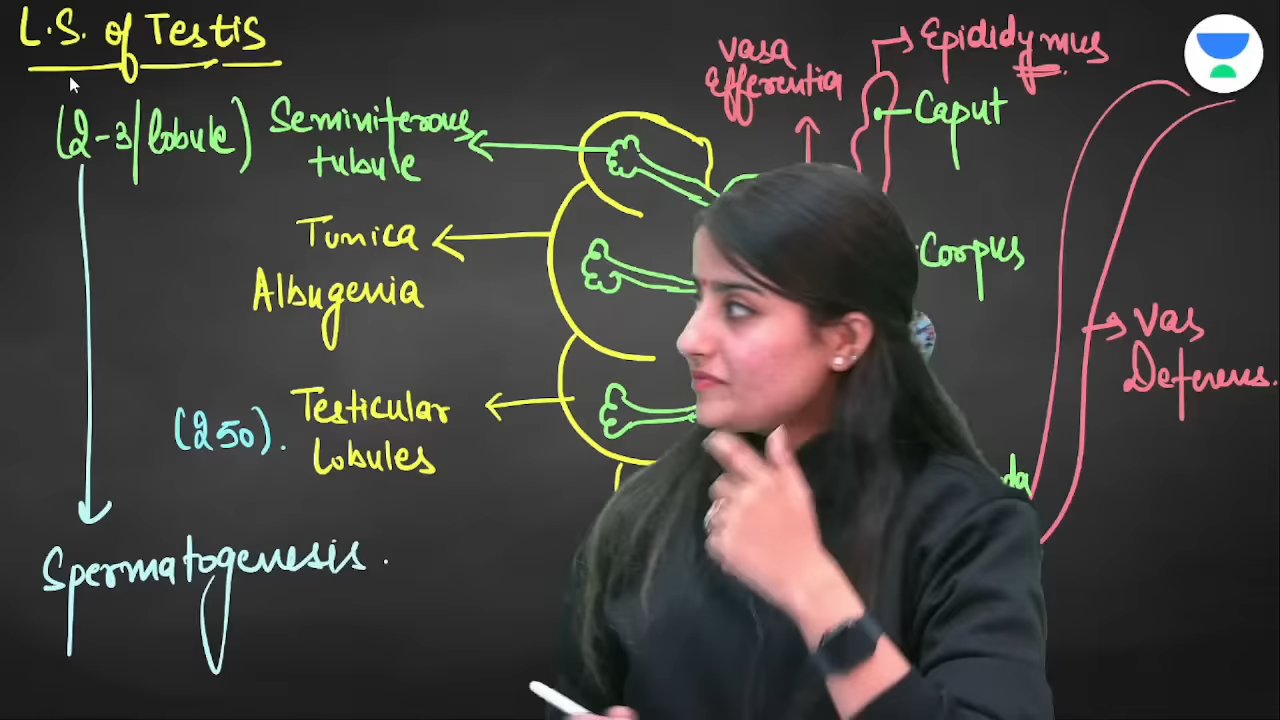 L.S. of Testis
(2-3/lobule) Seminiferous
tubule
Tunica
Albugenia
(250). Testicular
Lobules
Spermatogenesis.
Vasa
Efferentia
Epididymus
Caput
Corpus
Vas
Deferens.
da